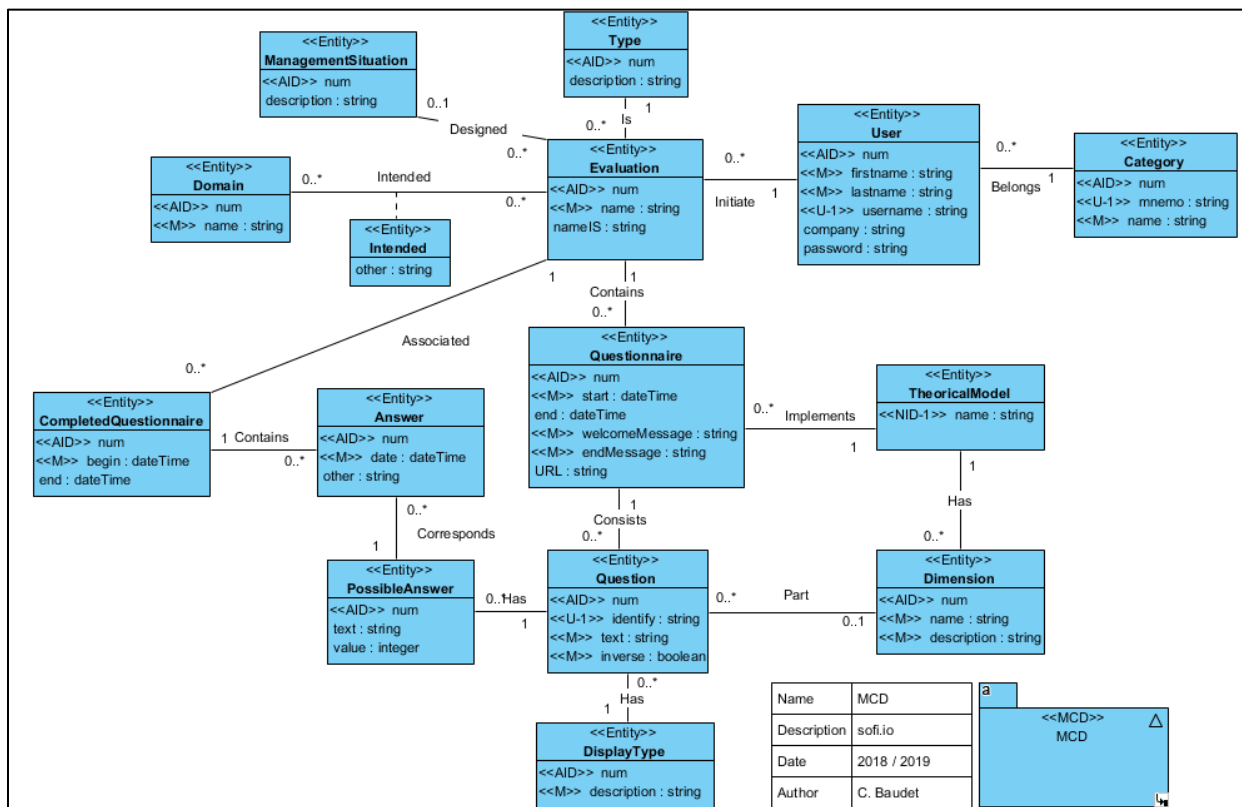 <<Entity>>
ManagementSituation
<<AID>> num
description : string
<<Entity>>
Type
<<AID>> num
description : string
0..1
Designed
0..*
1
Is
0..*
<<Entity>>
Domain
<<AID>> num
<<M>> name : string
0..*
Intended
0..*
<<Entity>>
Intended
other : string
<<Entity>>
Evaluation
<<AID>> num
<<M>> name : string
nameIS : string
0..*
Initiate
1
<<Entity>>
User
<<AID>> num
<<M>> firstname : string
<<M>> lastname : string
<<U-1>> username : string
company : string
password : string
0..*
Belongs
1
<<Entity>>
Category
<<AID>> num
<<U-1>> mnemo : string
<<M>> name : string
1
Associated
0..*
1
Contains
0..*
<<Entity>>
CompletedQuestionnaire
<<AID>> num
<<M>> begin : dateTime
end : dateTime
1
Contains
0..*
<<Entity>>
Answer
<<AID>> num
<<M>> date : dateTime
other : string
<<Entity>>
Questionnaire
<<AID>> num
<<M>> start : dateTime
end : dateTime
<<M>> welcomeMessage : string
<<M>> endMessage : string
URL : string
0..*
Implements
1
<<Entity>>
TheoricalModel
<<NID-1>> name : string
0..*
Corresponds
1
1
Consists
0..*
1
Has
0..*
<<Entity>>
PossibleAnswer
<<AID>> num
text : string
value : integer
0..*
Has
1
<<Entity>>
Question
<<AID>> num
<<U-1>> identify : string
<<M>> text : string
<<M>> inverse : boolean
0..*
Part
0..1
<<Entity>>
Dimension
<<AID>> num
<<M>> name : string
<<M>> description : string
0..*
Has
1
<<Entity>>
DisplayType
<<AID>> num
<<M>> description : string
Name MCD
Description sofi.io
Date 2018 / 2019
Author C. Baudet
a
<<MCD>>
MCD